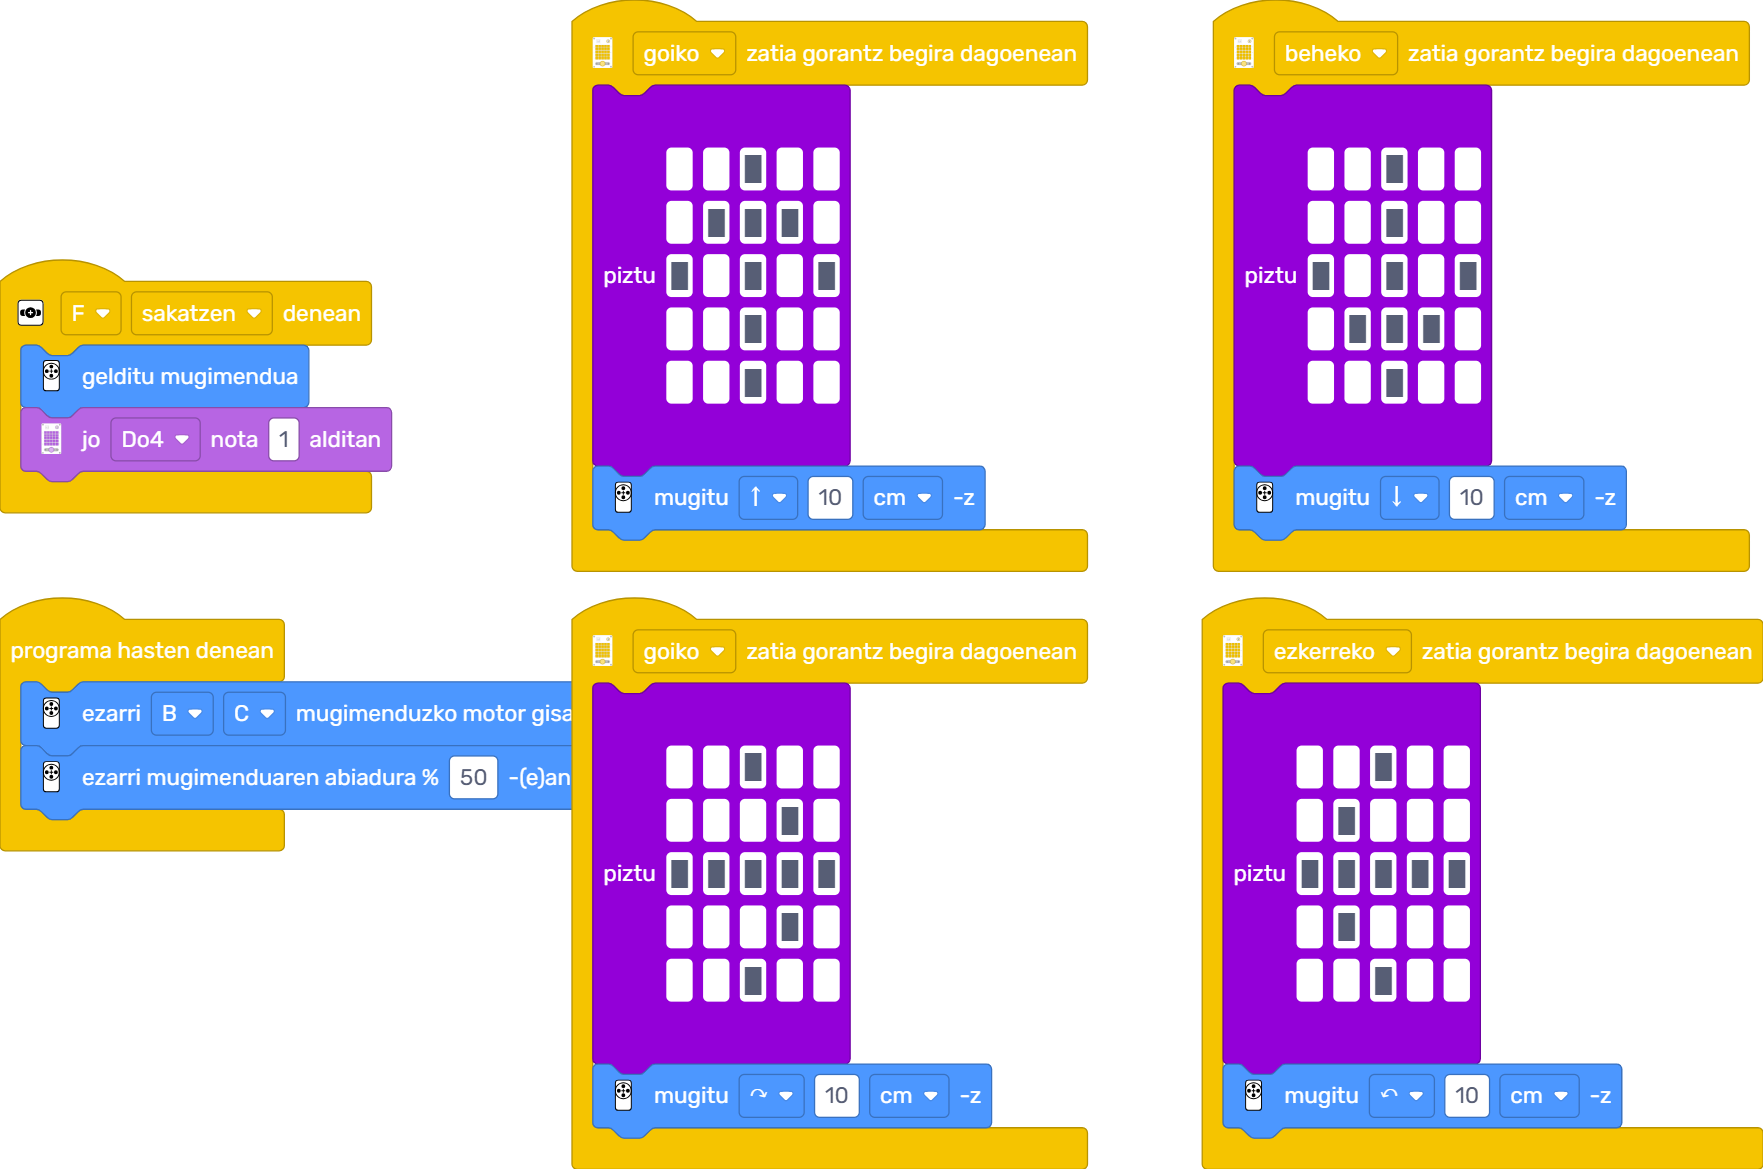 goiko zatia gorantz begira dagoenean
piztu
mugitu ↑ 10 cm -z
beheko zatia gorantz begira dagoenean
piztu
mugitu ↓ 10 cm -z
F sakatzen denean
gelditu mugimendua
jo Do4 nota 1 alditan
programa hasten denean
ezarri B C mugimenduzko motor gisa
ezarri mugimenduaren abiadura % 50 -(e)an
goiko zatia gorantz begira dagoenean
piztu
mugitu ↷ 10 cm -z
ezkerreko zatia gorantz begira dagoenean
piztu
mugitu ↶ 10 cm -z